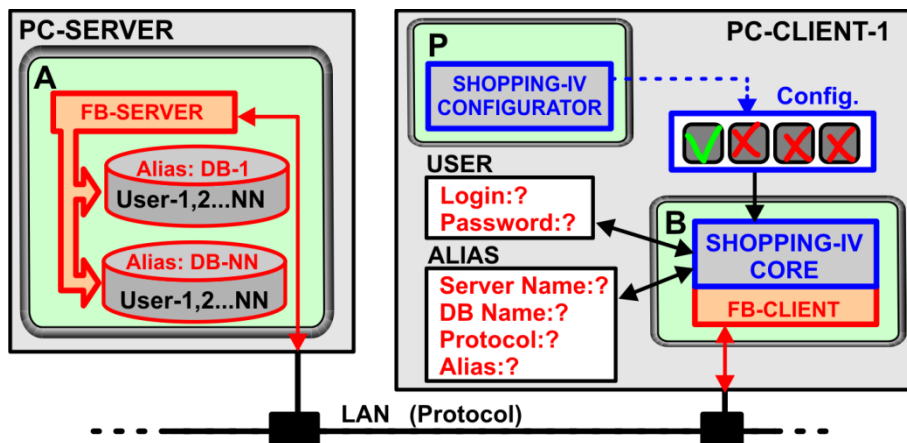 PC-SERVER
A
FB-SERVER
Alias: DB-1
User-1,2...NN
Alias: DB-NN
User-1,2...NN
PC-CLIENT-1
P
SHOPPING-IV
CONFIGURATOR
Config.
USER
Login:?
Password:?
ALIAS
Server Name:?
DB Name:?
Protocol:?
Alias:?
B
SHOPPING-IV
CORE
FB-CLIENT
LAN (Protocol)